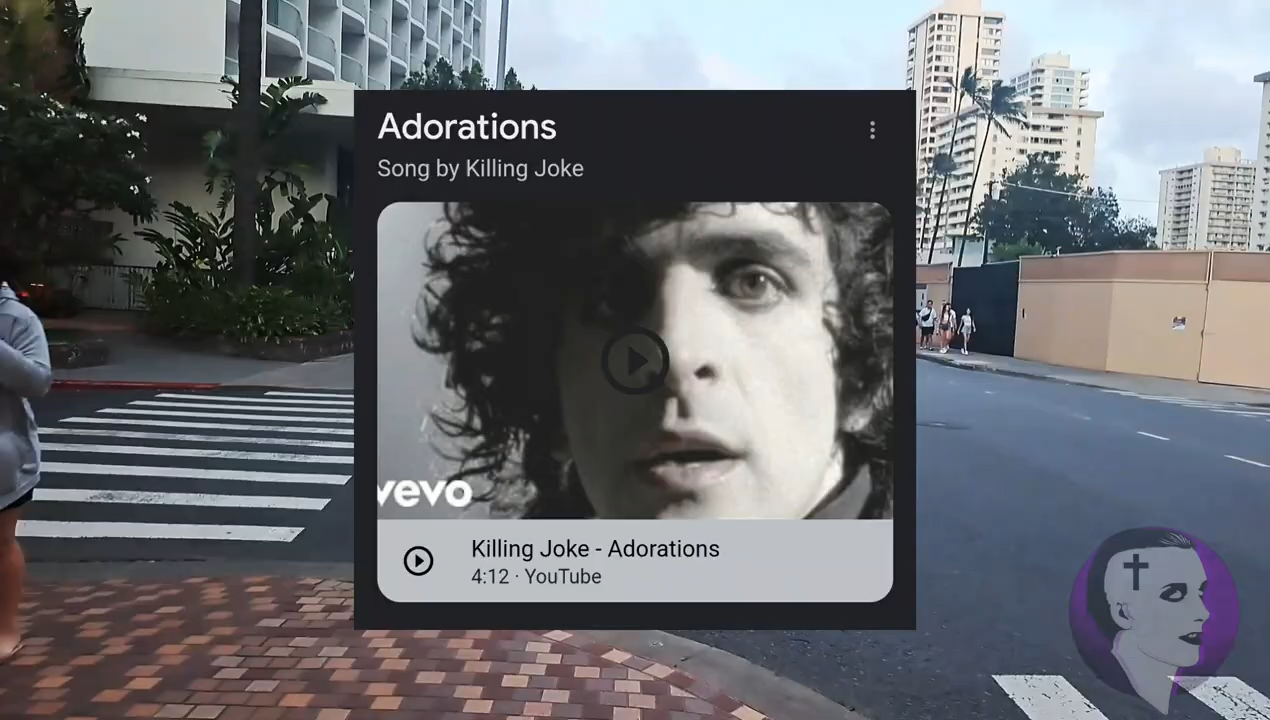 Adorations
Song by Killing Joke
vevo
Killing Joke - Adorations
4:12 · YouTube